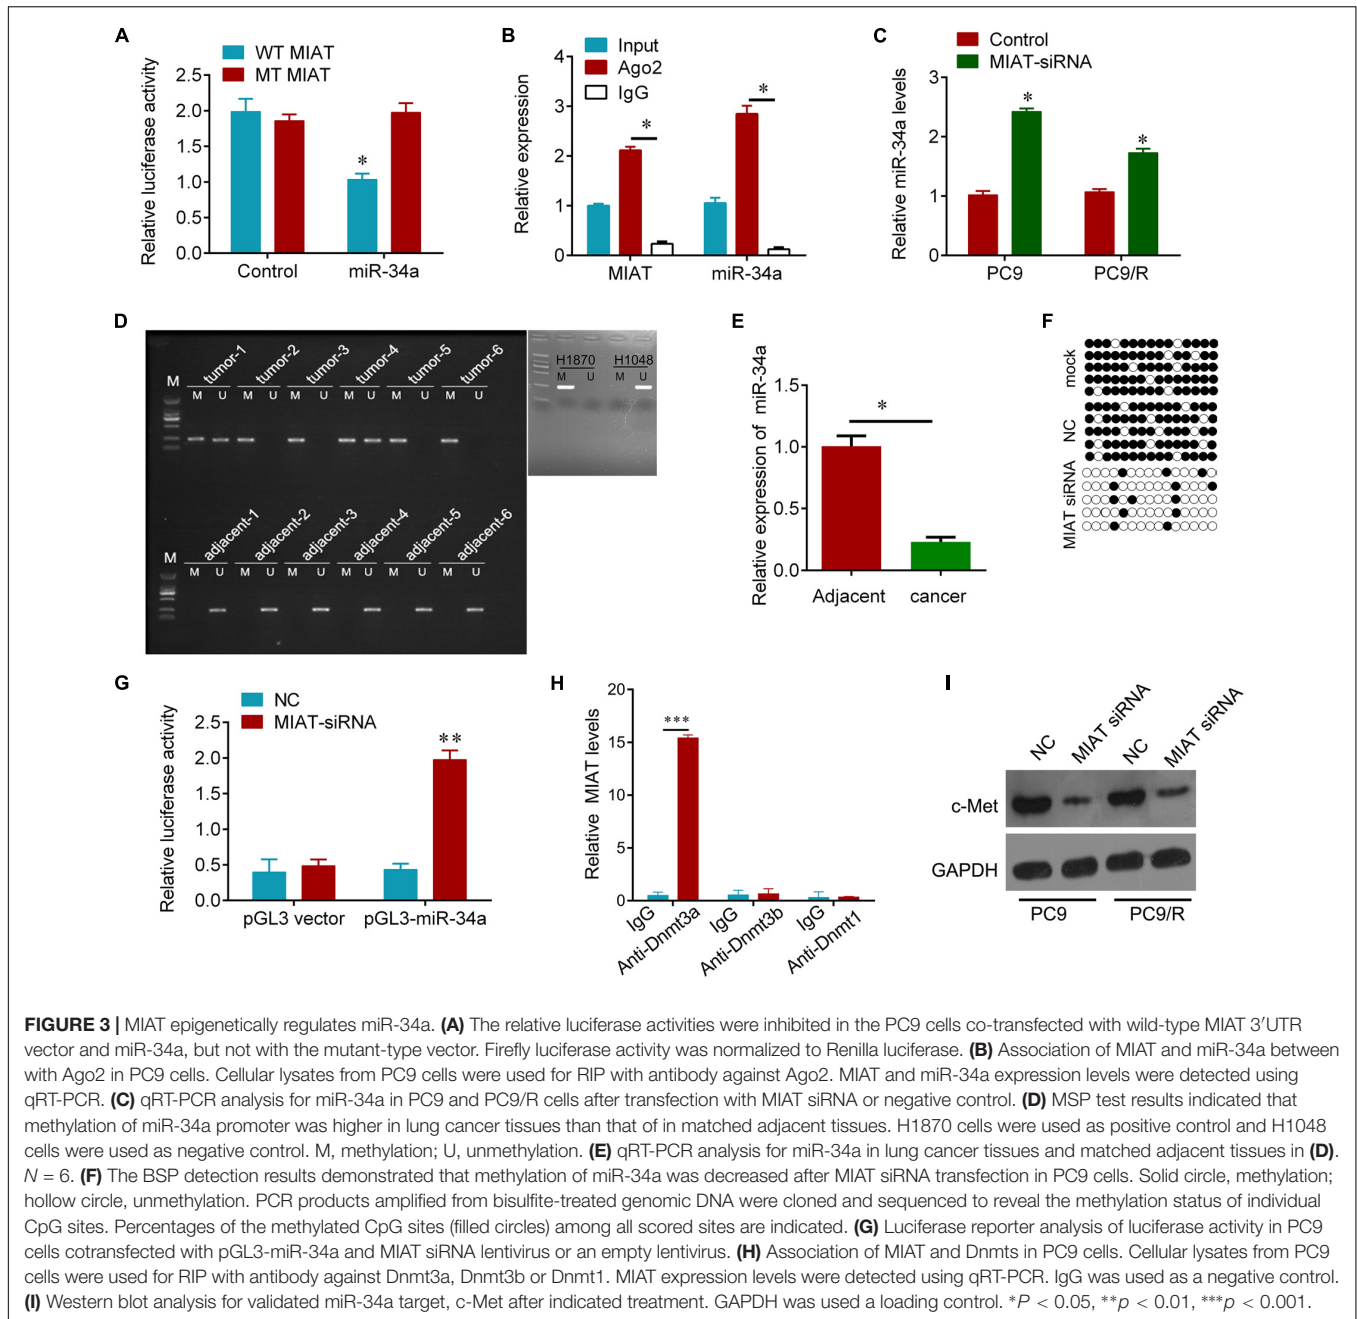 A
WT MIAT
MT MIAT
Relative luciferase activity
2.5
2.0
1.5
1.0
0.5
0.0
*
Control
miR-34a
B
Input
Ago2
IgG
Relative expression
4
3
2
1
0
*
*
MIAT
miR-34a
C
Control
MIAT-siRNA
Relative miR-34a levels
3
2
1
0
*
*
PC9
PC9/R
D
M
tumor-1
tumor-2
tumor-3
tumor-4
tumor-5
tumor-6
M U M U M U M U M U M U
H1870 H1048
M U M U
M
adjacent-1
adjacent-2
adjacent-3
adjacent-4
adjacent-5
adjacent-6
M U M U M U M U M U M U
E
Relative expression of miR-34a
1.5
1.0
0.5
0.0
*
Adjacent
cancer
F
mock
NC
MIAT siRNA
G
NC
MIAT-siRNA
Relative luciferase activity
2.5
2.0
1.5
1.0
0.5
0.0
**
pGL3 vector
pGL3-miR-34a
H
Relative MIAT levels
20
15
10
5
0
***
IgG
Anti-Dnmt3a
IgG
Anti-Dnmt3b
IgG
Anti-Dnmt1
I
NC
MIAT siRNA
NC
MIAT siRNA
c-Met
GAPDH
PC9
PC9/R
FIGURE 3 | MIAT epigenetically regulates miR-34a. (A) The relative luciferase activities were inhibited in the PC9 cells co-transfected with wild-type MIAT 3′UTR
vector and miR-34a, but not with the mutant-type vector. Firefly luciferase activity was normalized to Renilla luciferase. (B) Association of MIAT and miR-34a between
with Ago2 in PC9 cells. Cellular lysates from PC9 cells were used for RIP with antibody against Ago2. MIAT and miR-34a expression levels were detected using
qRT-PCR. (C) qRT-PCR analysis for miR-34a in PC9 and PC9/R cells after transfection with MIAT siRNA or negative control. (D) MSP test results indicated that
methylation of miR-34a promoter was higher in lung cancer tissues than that of in matched adjacent tissues. H1870 cells were used as positive control and H1048
cells were used as negative control. M, methylation; U, unmethylation. (E) qRT-PCR analysis for miR-34a in lung cancer tissues and matched adjacent tissues in (D).
N = 6. (F) The BSP detection results demonstrated that methylation of miR-34a was decreased after MIAT siRNA transfection in PC9 cells. Solid circle, methylation;
hollow circle, unmethylation. PCR products amplified from bisulfite-treated genomic DNA were cloned and sequenced to reveal the methylation status of individual
CpG sites. Percentages of the methylated CpG sites (filled circles) among all scored sites are indicated. (G) Luciferase reporter analysis of luciferase activity in PC9
cells cotransfected with pGL3-miR-34a and MIAT siRNA lentivirus or an empty lentivirus. (H) Association of MIAT and Dnmts in PC9 cells. Cellular lysates from PC9
cells were used for RIP with antibody against Dnmt3a, Dnmt3b or Dnmt1. MIAT expression levels were detected using qRT-PCR. IgG was used as a negative control.
(I) Western blot analysis for validated miR-34a target, c-Met after indicated treatment. GAPDH was used a loading control. *P < 0.05, **p < 0.01, ***p < 0.001.